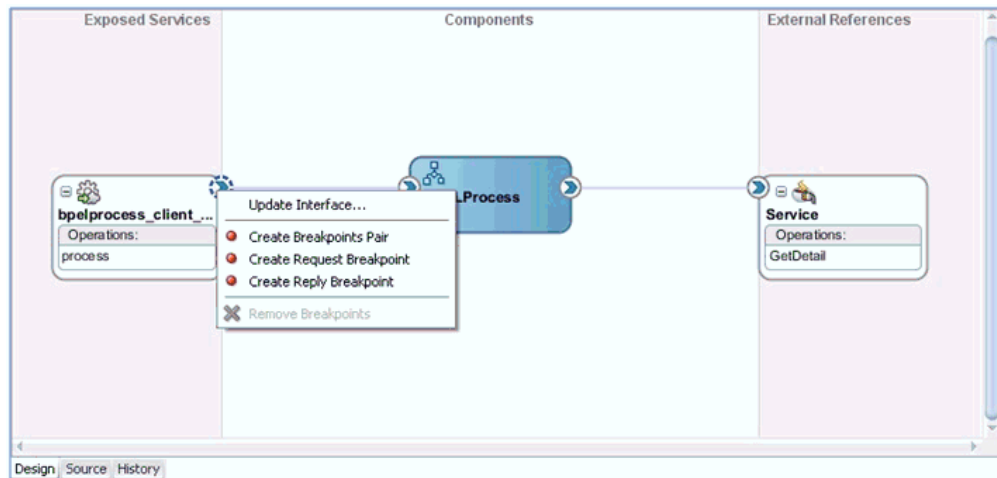 Exposed Services
Components
External References
bpelprocess_client_...
Operations:
process
Update Interface...
Create Breakpoints Pair
Create Request Breakpoint
Create Reply Breakpoint
Remove Breakpoints
LProcess
Service
Operations:
GetDetail
Design Source History